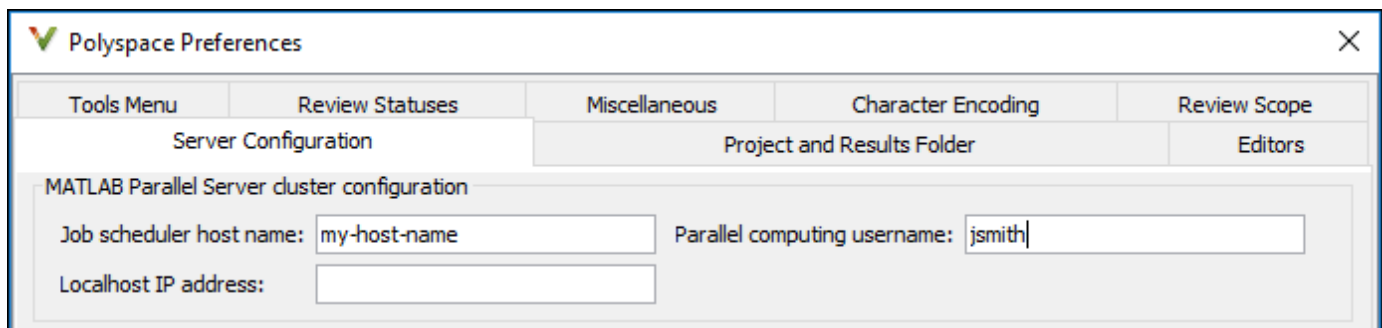 Polyspace Preferences
Tools Menu Review Statuses Miscellaneous Character Encoding Review Scope
Server Configuration Project and Results Folder Editors
MATLAB Parallel Server cluster configuration
Job scheduler host name: my-host-name Parallel computing username: jsmith
Localhost IP address: